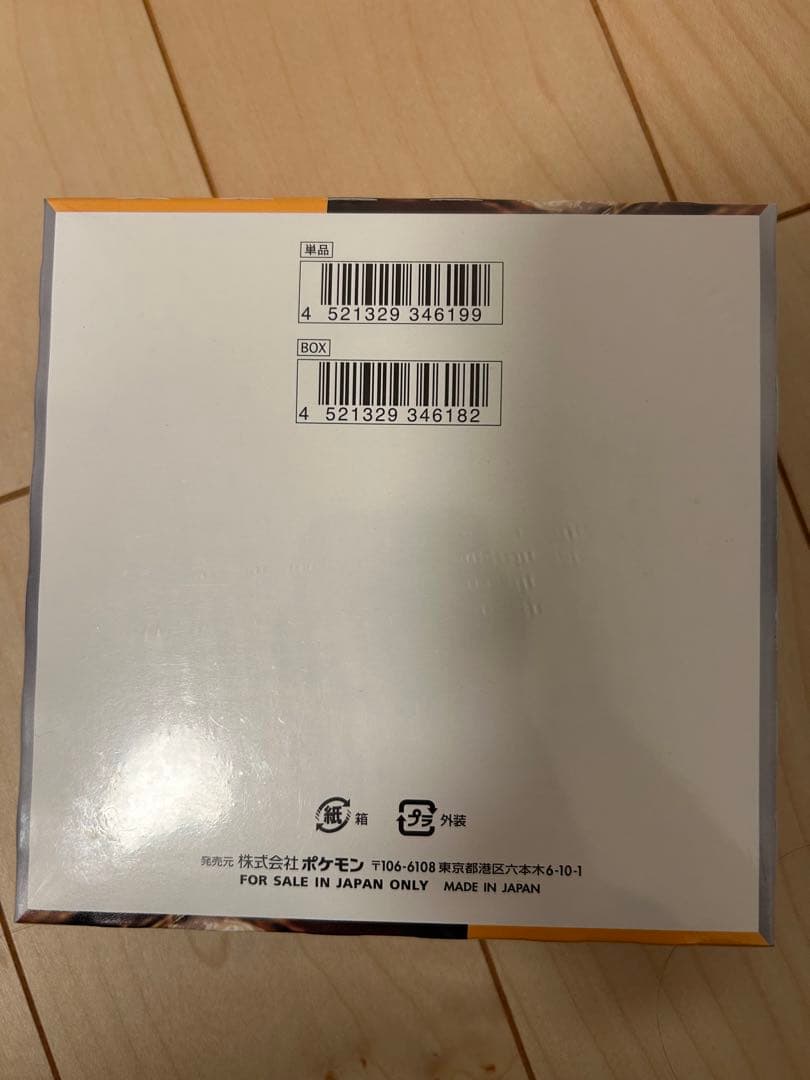 単品
4 521329 346199
BOX
4 521329 346182
紙 箱 プラ 外装
発売元 株式会社 ポケモン 〒106-6108 東京都港区六本木6-10-1
FOR SALE IN JAPAN ONLY MADE IN JAPAN